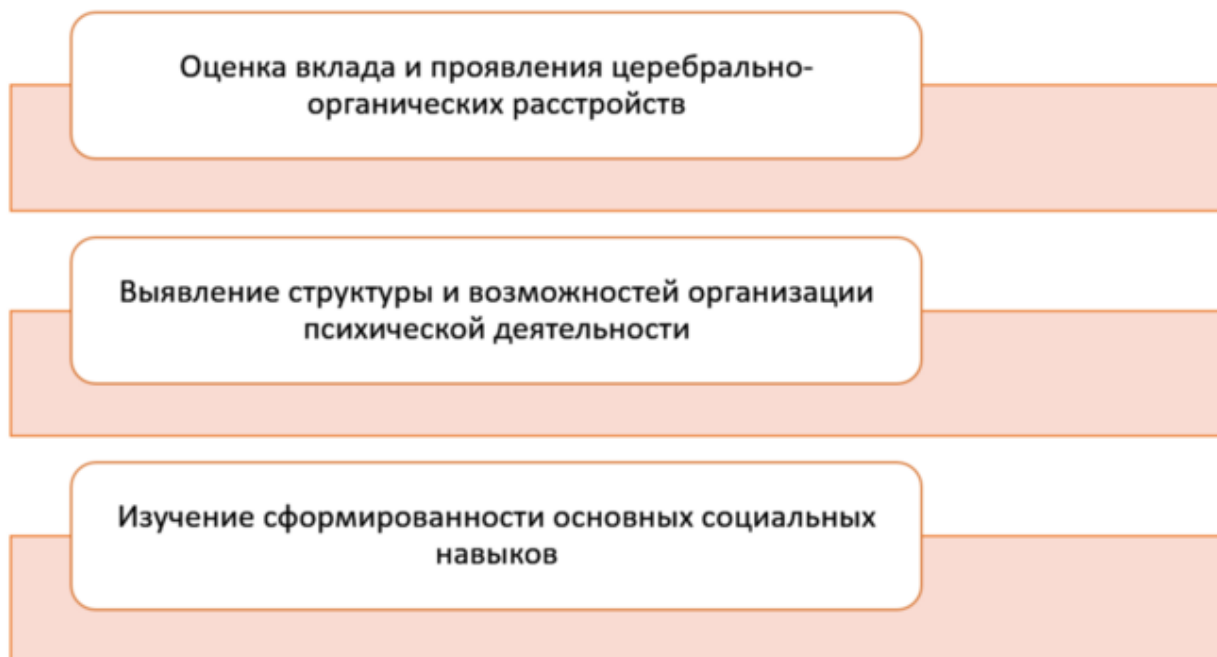 Оценка вклада и проявления церебрально-
органических расстройств
Выявление структуры и возможностей организации
психической деятельности
Изучение сформированности основных социальных
навыков